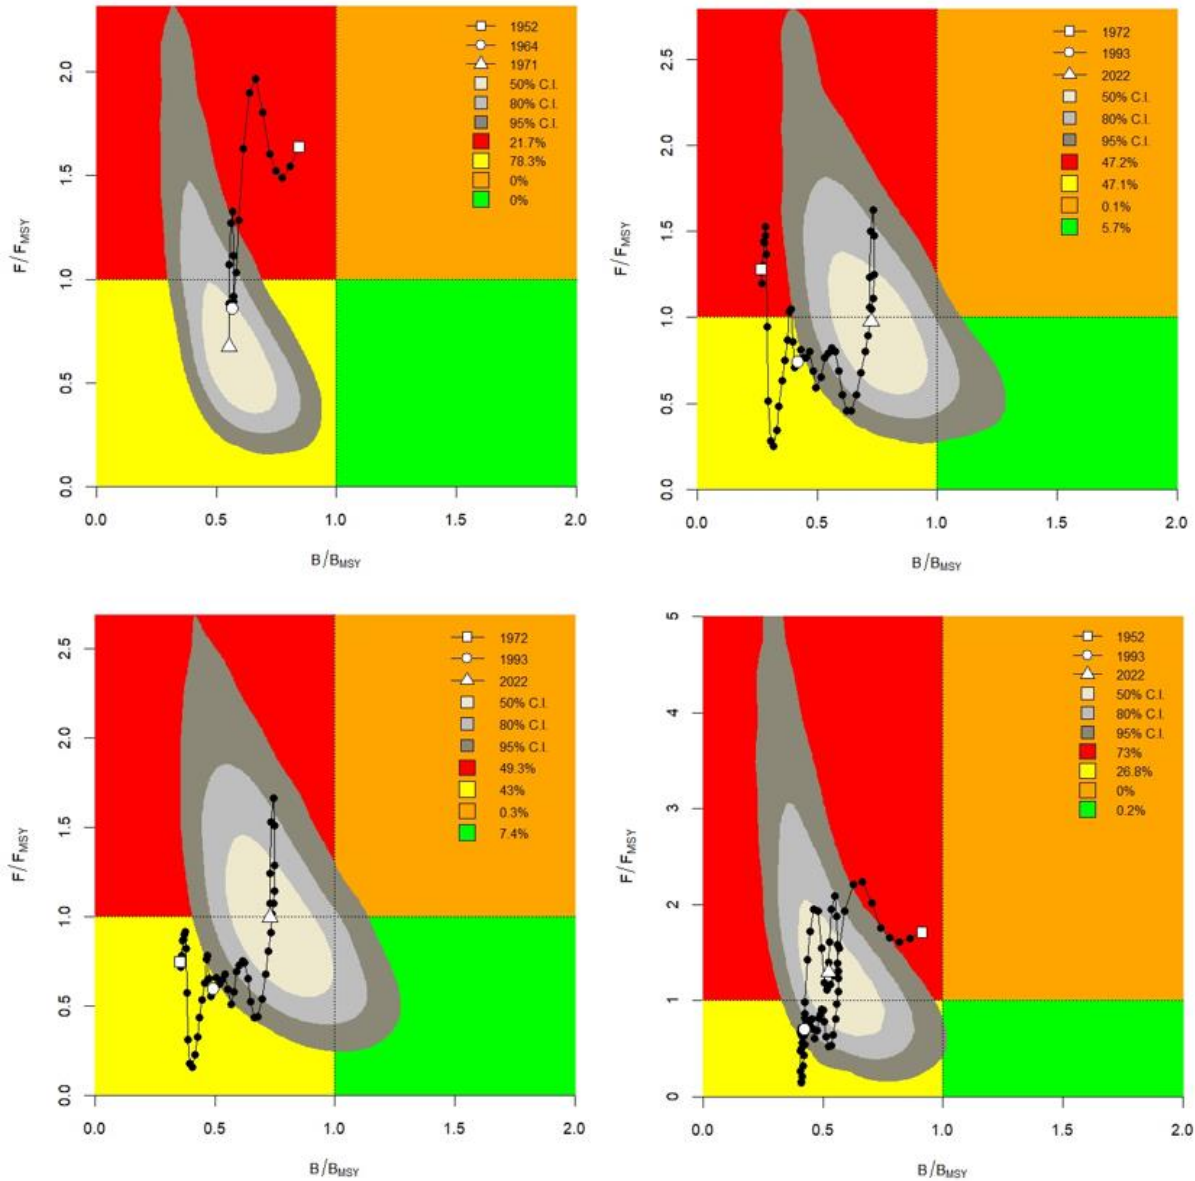 1952
1964
1971
50% C.I.
80% C.I.
95% C.I.
21.7%
78.3%
0%
0%
F/FMSY
0.0
0.5
1.0
1.5
2.0
0.0 0.5 1.0 1.5 2.0
B/BMSY
1972
1993
2022
50% C.I.
80% C.I.
95% C.I.
47.2%
47.1%
0.1%
5.7%
F/FMSY
0.0
0.5
1.0
1.5
2.0
2.5
0.0 0.5 1.0 1.5 2.0
B/BMSY
1972
1993
2022
50% C.I.
80% C.I.
95% C.I.
49.3%
43%
0.3%
7.4%
F/FMSY
0.0
0.5
1.0
1.5
2.0
2.5
0.0 0.5 1.0 1.5 2.0
B/BMSY
1952
1993
2022
50% C.I.
80% C.I.
95% C.I.
73%
26.8%
0%
0.2%
F/FMSY
0
1
2
3
4
5
0.0 0.5 1.0 1.5 2.0
B/BMSY